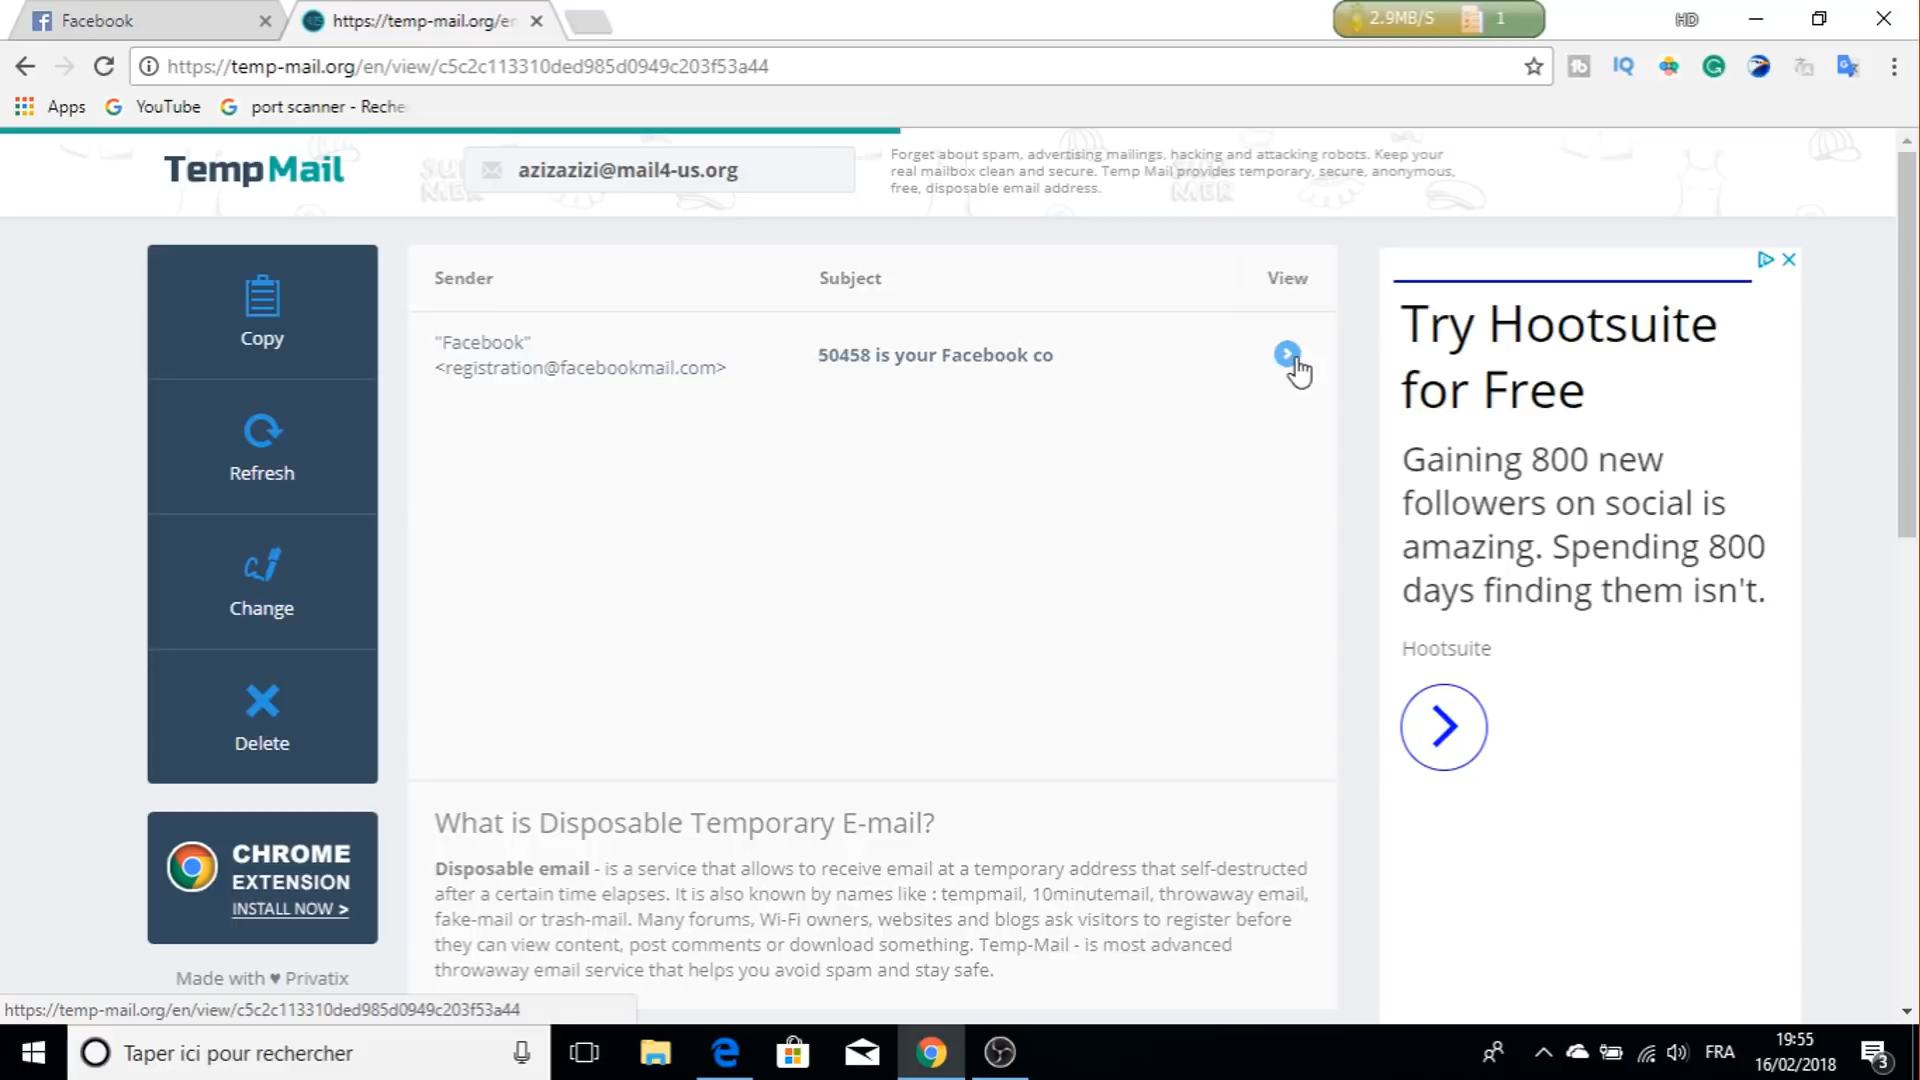 Facebook
https://temp-mail.org/en
2.9MB/S
1
HD
https://temp-mail.org/en/view/c5c2c113310ded985d0949c203f53a44
Apps
YouTube
port scanner - Reche
TempMail
azizazizi@mail4-us.org
Forget about spam, advertising mailings, hacking and attacking robots. Keep your
real mailbox clean and secure. Temp Mail provides temporary, secure, anonymous,
free, disposable email address.
Copy
Refresh
Change
Delete
CHROME
EXTENSION
INSTALL NOW >
Made with ♥ Privatix
Sender
Subject
View
"Facebook"
<registration@facebookmail.com>
50458 is your Facebook co
What is Disposable Temporary E-mail?
Disposable email - is a service that allows to receive email at a temporary address that self-destructed
after a certain time elapses. It is also known by names like : tempmail, 10minutemail, throwaway email,
fake-mail or trash-mail. Many forums, Wi-Fi owners, websites and blogs ask visitors to register before
they can view content, post comments or download something. Temp-Mail - is most advanced
throwaway email service that helps you avoid spam and stay safe.
Try Hootsuite
for Free
Gaining 800 new
followers on social is
amazing. Spending 800
days finding them isn't.
Hootsuite
https://temp-mail.org/en/view/c5c2c113310ded985d0949c203f53a44
Taper ici pour rechercher
FRA
19:55
16/02/2018
3